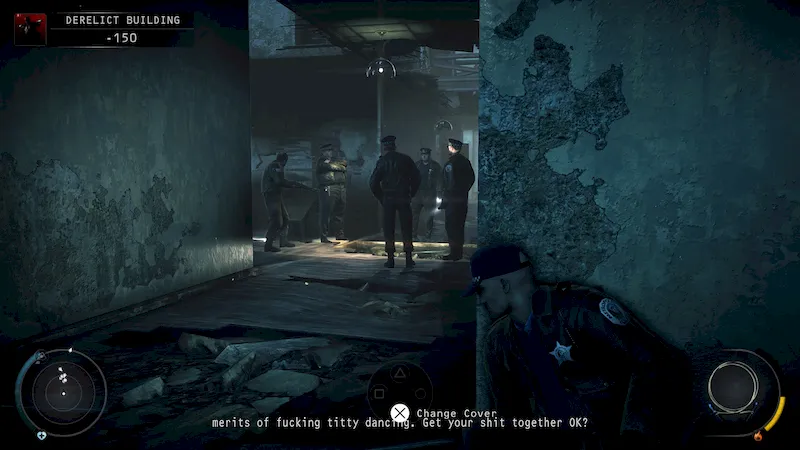 DERELICT BUILDING
-150
Change Cover
merits of fucking titty dancing. Get your shit together OK?